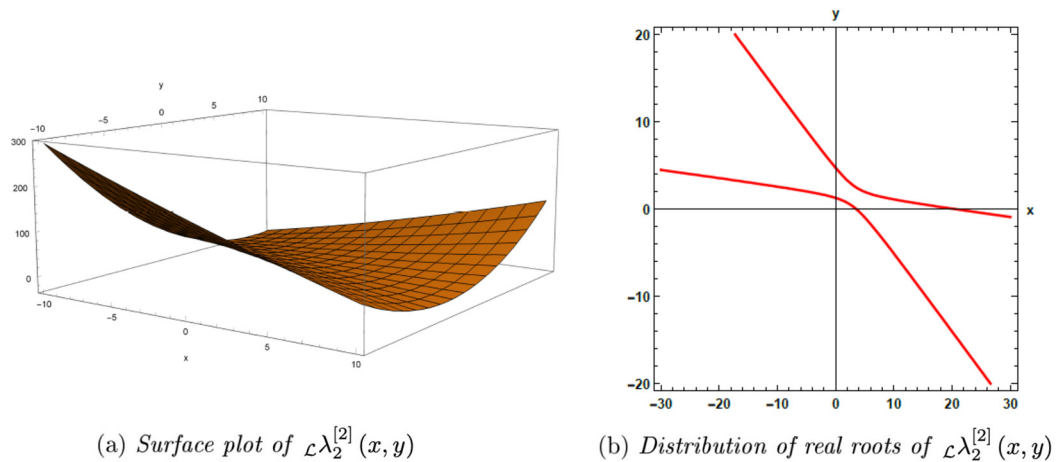 y
10
5
0
−5
−10
300
200
100
0
−10
−5
0
5
10
x
y
20
10
0
−10
−20
x
−30 −20 −10 0 10 20 30
(a) Surface plot of ℒλ₂^[2](x, y)
(b) Distribution of real roots of ℒλ₂^[2](x, y)